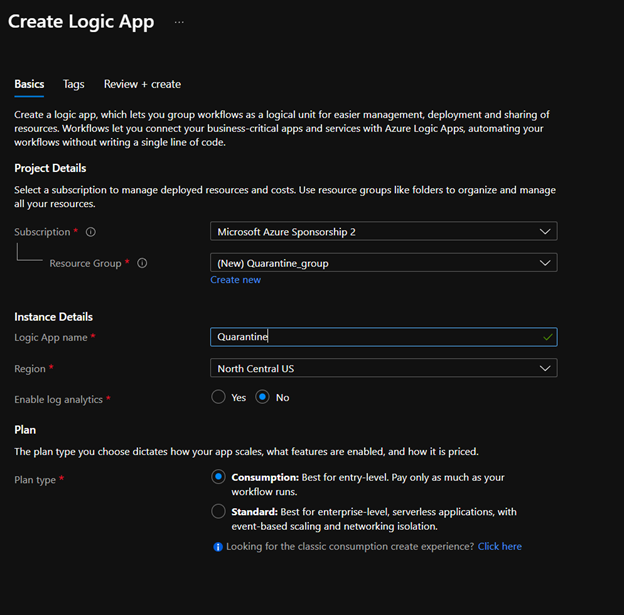 Create Logic App ...
Basics Tags Review + create
Create a logic app, which lets you group workflows as a logical unit for easier management, deployment and sharing of
resources. Workflows let you connect your business-critical apps and services with Azure Logic Apps, automating your
workflows without writing a single line of code.
Project Details
Select a subscription to manage deployed resources and costs. Use resource groups like folders to organize and manage
all your resources.
Subscription * Microsoft Azure Sponsorship 2
Resource Group * (New) Quarantine_group
Create new
Instance Details
Logic App name * Quarantine
Region * North Central US
Enable log analytics * Yes No
Plan
The plan type you choose dictates how your app scales, what features are enabled, and how it is priced.
Plan type * Consumption: Best for entry-level. Pay only as much as your
workflow runs.
Standard: Best for enterprise-level, serverless applications, with
event-based scaling and networking isolation.
Looking for the classic consumption create experience? Click here